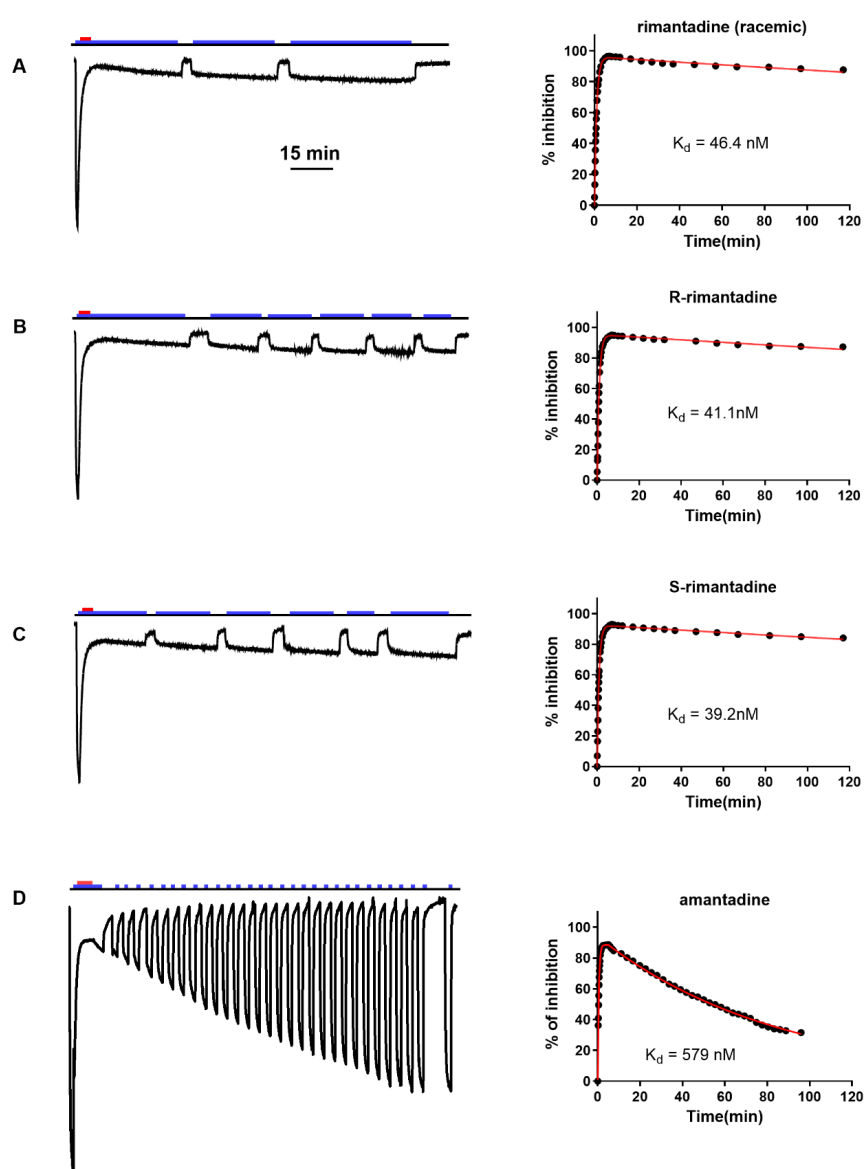 A
15 min
rimantadine (racemic)
% inhibition
100
80
60
40
20
0
K_d = 46.4 nM
0 20 40 60 80 100 120
Time(min)
B
R-rimantadine
% inhibition
100
80
60
40
20
0
K_d = 41.1nM
0 20 40 60 80 100 120
Time(min)
C
S-rimantadine
% inhibition
100
80
60
40
20
0
K_d = 39.2nM
0 20 40 60 80 100 120
Time(min)
D
amantadine
% of inhibition
100
80
60
40
20
0
K_d = 579 nM
0 20 40 60 80 100 120
Time(min)